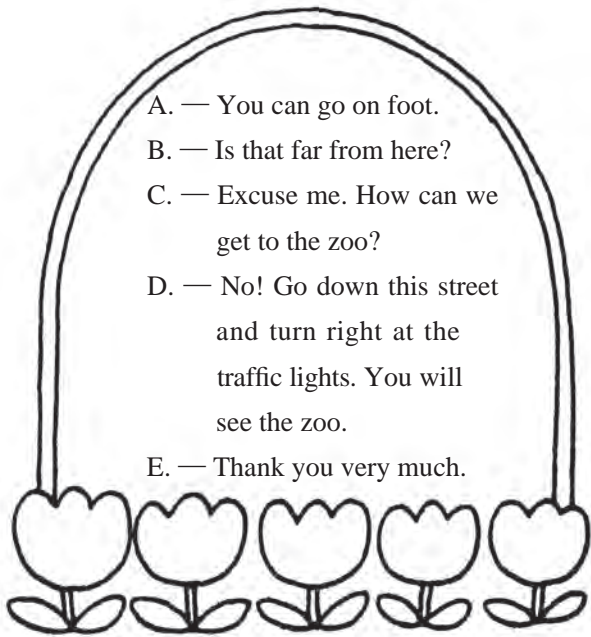 A. — You can go on foot.
B. — Is that far from here?
C. — Excuse me. How can we
get to the zoo?
D. — No! Go down this street
and turn right at the
traffic lights. You will
see the zoo.
E. — Thank you very much.